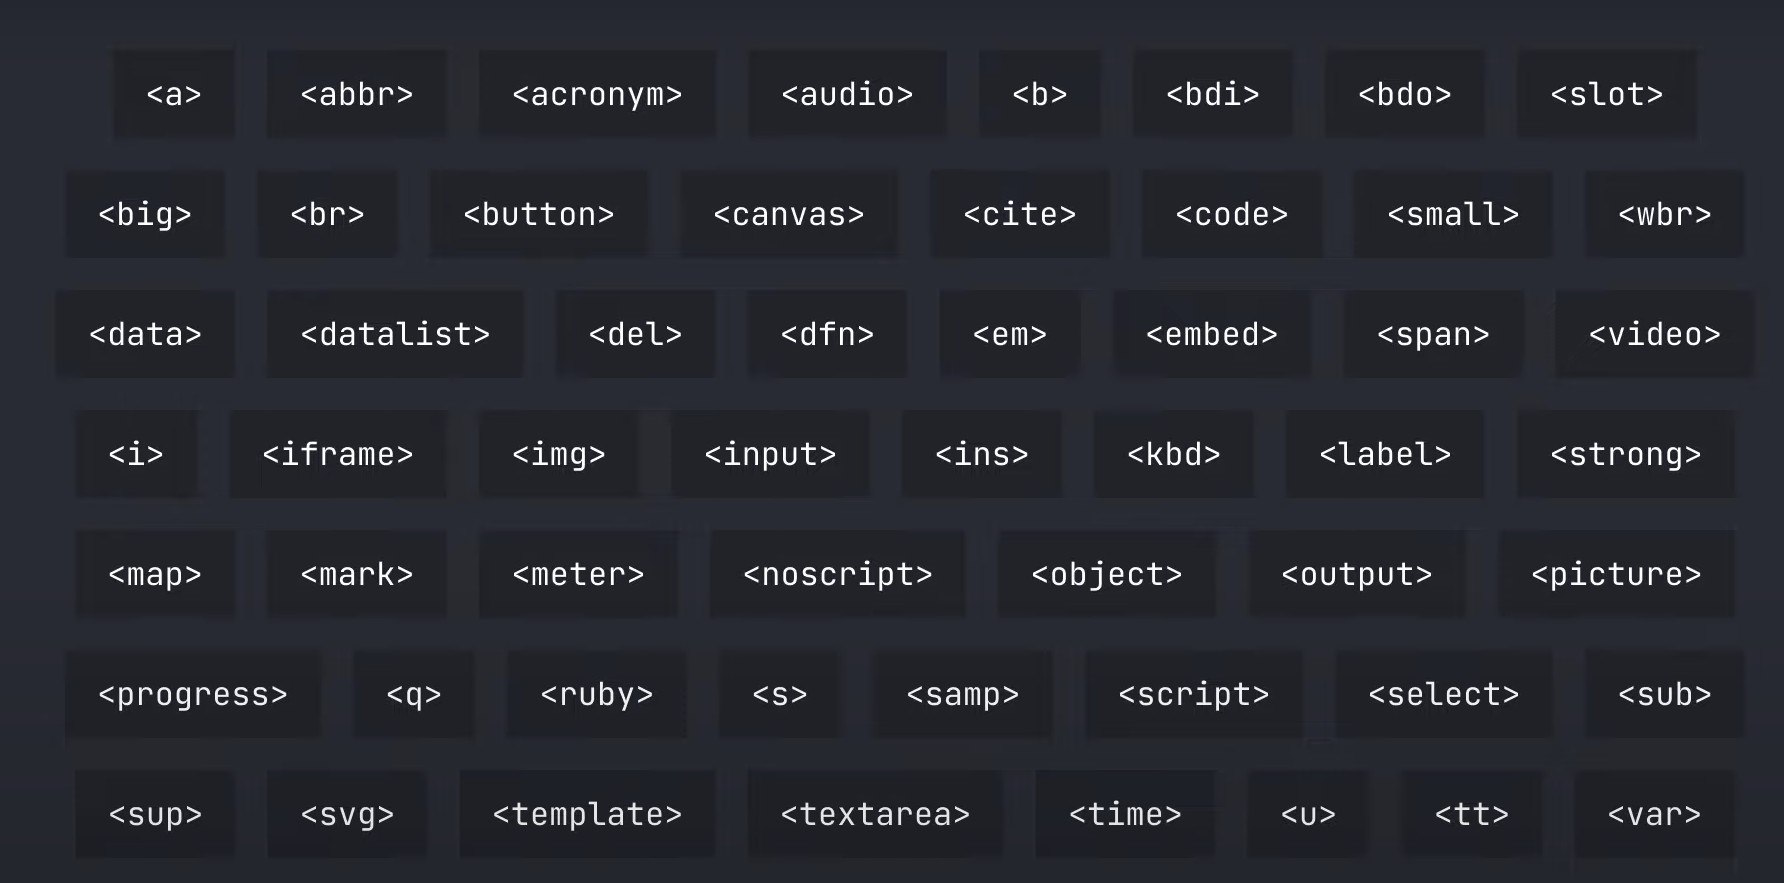 <a> <abbr> <acronym> <audio> <b> <bdi> <bdo> <slot>
<big> <br> <button> <canvas> <cite> <code> <small> <wbr>
<data> <datalist> <del> <dfn> <em> <embed> <span> <video>
<i> <iframe> <img> <input> <ins> <kbd> <label> <strong>
<map> <mark> <meter> <noscript> <object> <output> <picture>
<progress> <q> <ruby> <s> <samp> <script> <select> <sub>
<sup> <svg> <template> <textarea> <time> <u> <tt> <var>